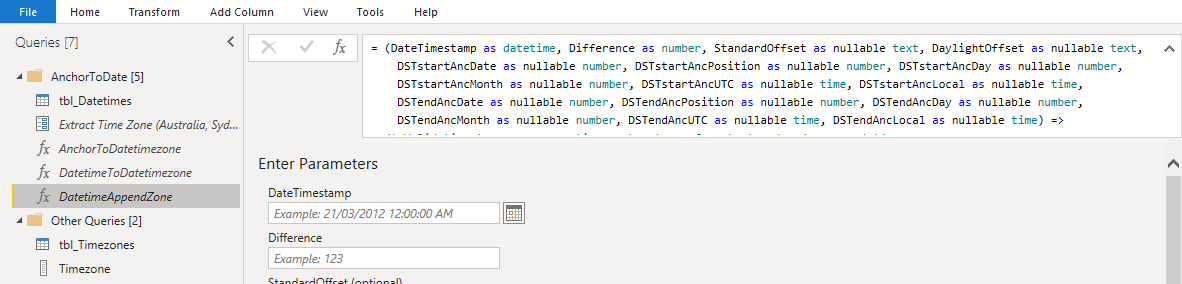 File Home Transform Add Column View Tools Help
Queries [7]
AnchorToDate [5]
tbl_Datetimes
Extract Time Zone (Australia, Syd...
AnchorToDatetimezone
DatetimeToDatetimezone
DatetimeAppendZone
Other Queries [2]
tbl_Timezones
Timezone
fx
= (DateTimestamp as datetime, Difference as number, StandardOffset as nullable text, DaylightOffset as nullable text,
DSTstartAncDate as nullable number, DSTstartAncPosition as nullable number, DSTstartAncDay as nullable number,
DSTstartAncMonth as nullable number, DSTstartAncUTC as nullable time, DSTstartAncLocal as nullable time,
DSTEndAncDate as nullable number, DSTEndAncPosition as nullable number, DSTEndAncDay as nullable number,
DSTEndAncMonth as nullable number, DSTEndAncUTC as nullable time, DSTEndAncLocal as nullable time) =>
Enter Parameters
DateTimestamp
Example: 21/03/2012 12:00:00 AM
Difference
Example: 123
StandardOffset (optional)